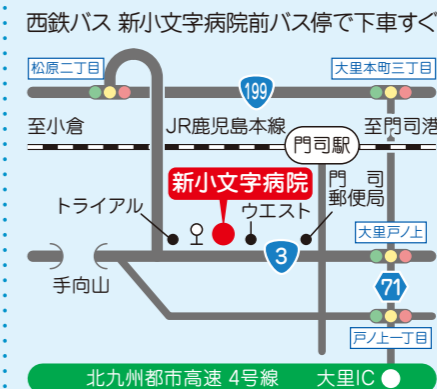 西鉄バス 新小文字病院前バス停で下車すぐ
松原二丁目
大里本町三丁目
199
至小倉
JR鹿児島本線
至門司港
門司駅
新小文字病院
門司
郵便局
トライアル
ウエスト
大里戸ノ上
3
手向山
71
戸ノ上一丁目
北九州都市高速 4号線
大里IC